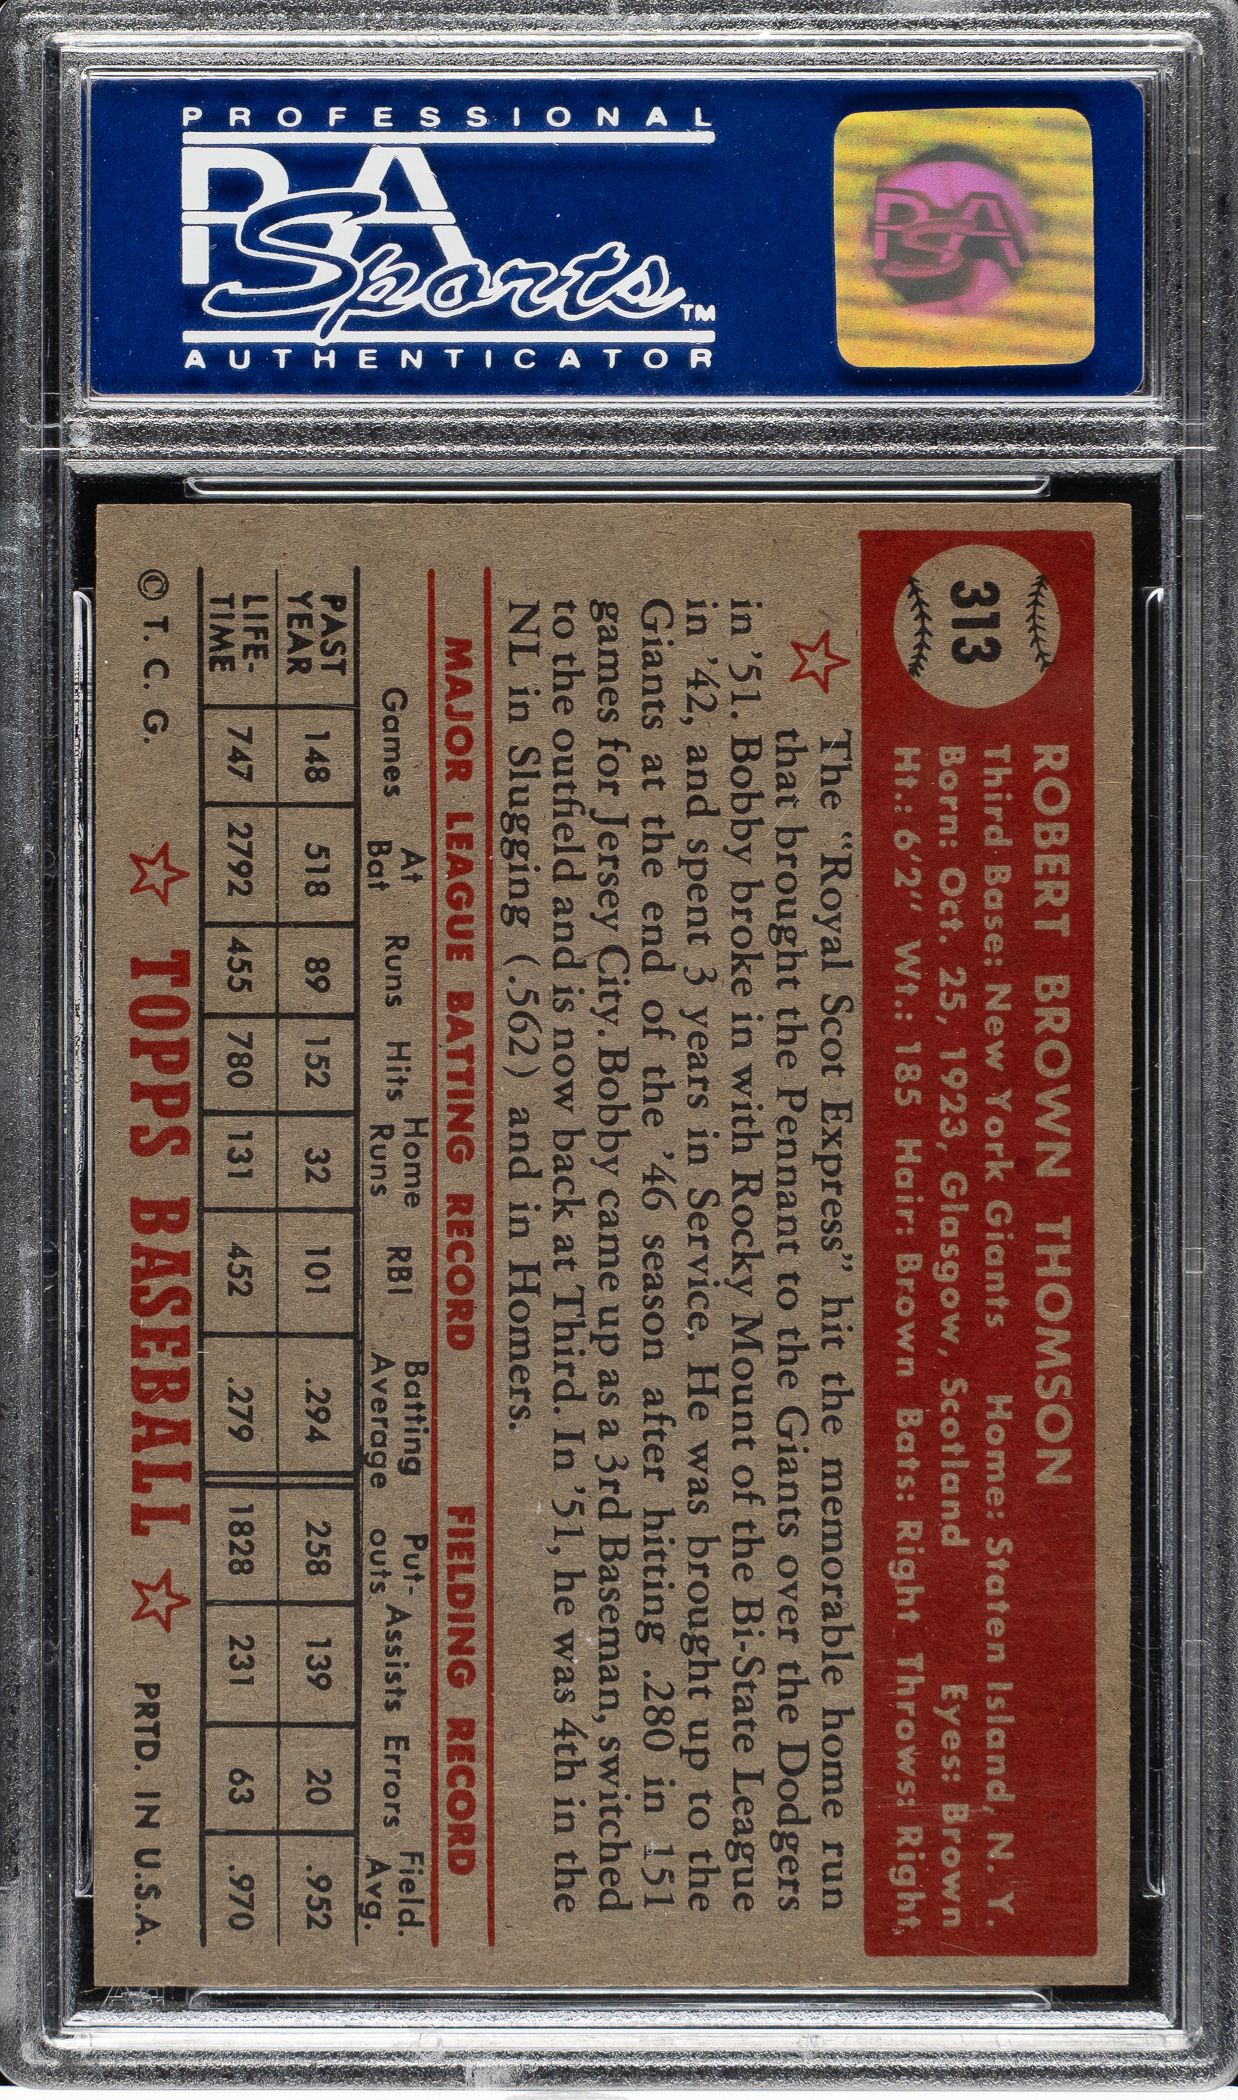 PROFESSIONAL
PSA
Sports™
AUTHENTICATOR
PSA
313
ROBERT BROWN THOMSON
Third Base: New York Giants Home: Staten Island, N. Y.
Born: Oct. 25, 1923, Glasgow, Scotland Eyes: Brown
Ht.: 6'2" Wt.: 185 Hair: Brown Bats: Right Throws: Right
The "Royal Scot Express" hit the memorable home run
that brought the Pennant to the Giants over the Dodgers
in '51. Bobby broke in with Rocky Mount of the Bi-State League
in '42, and spent 3 years in Service. He was brought up to the
Giants at the end of the '46 season after hitting .280 in 151
games for Jersey City. Bobby came up as a 3rd Baseman, switched
to the outfield and is now back at Third. In '51, he was 4th in the
NL in Slugging (.562) and in Homers.
MAJOR LEAGUE BATTING RECORD FIELDING RECORD
Games At Bat Runs Hits Home Runs RBI Batting Average Put-outs Assists Errors Field. Avg.
PAST YEAR 148 518 89 152 32 101 .294 258 139 20 .952
LIFE-TIME 747 2792 455 780 131 452 .279 1828 231 63 .970
© T. C. G. TOPPS BASEBALL PRTD. IN U.S.A.